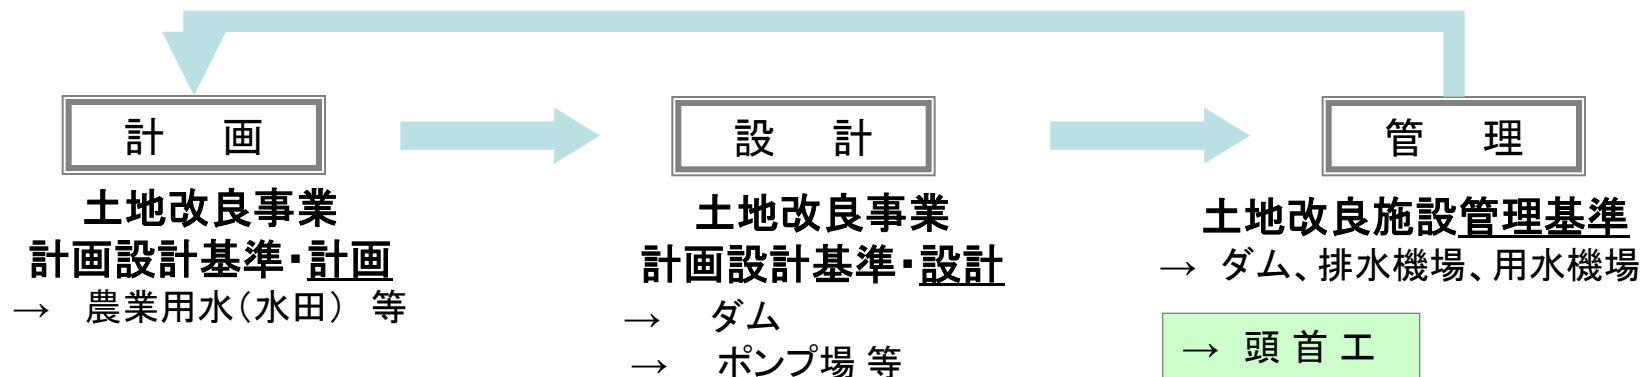 計　画
土地改良事業
計画設計基準・計画
→　農業用水（水田）　等
設　計
土地改良事業
計画設計基準・設計
→　ダム
→　ポンプ場 等
管　理
土地改良施設管理基準
→ ダム、排水機場、用水機場
→ 頭 首 工